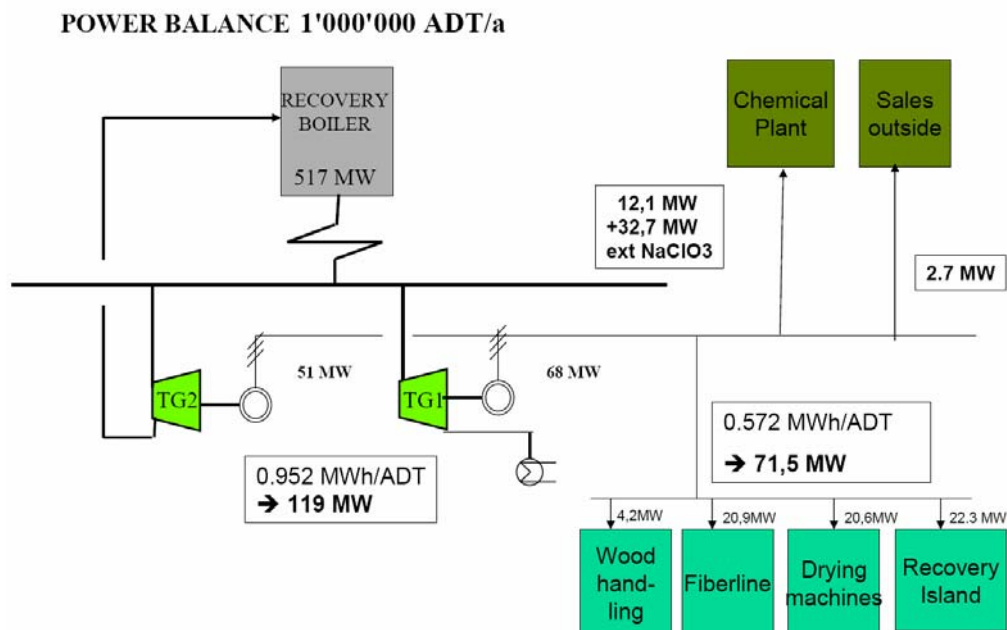 POWER BALANCE 1'000'000 ADT/a
RECOVERY
BOILER
517 MW
Chemical
Plant
Sales
outside
12,1 MW
+32,7 MW
ext NaClO3
2.7 MW
TG2
51 MW
TG1
68 MW
0.952 MWh/ADT
➔ 119 MW
0.572 MWh/ADT
➔ 71,5 MW
4,2MW
20,9MW
20,6MW
22.3 MW
Wood
hand-
ling
Fiberline
Drying
machines
Recovery
Island